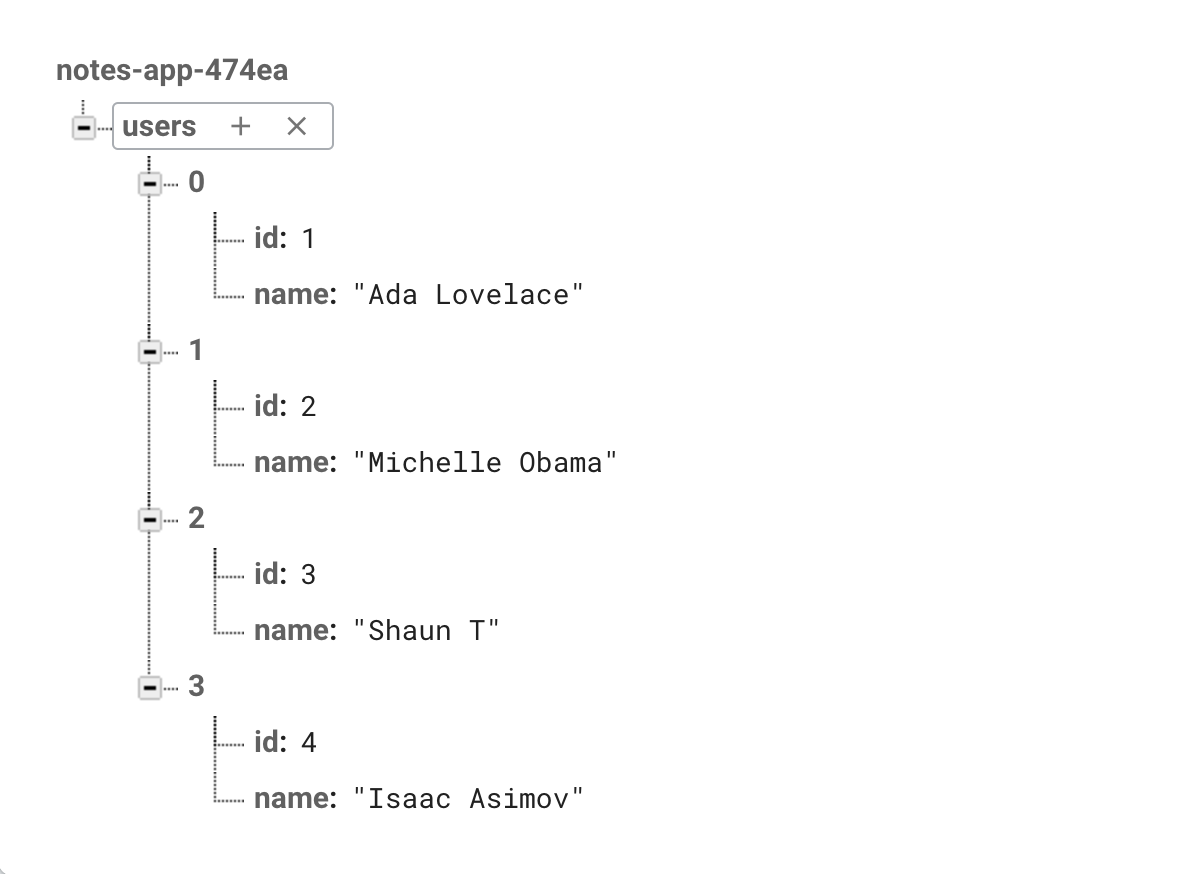 notes-app-474ea
users + ×
0
id: 1
name: "Ada Lovelace"
1
id: 2
name: "Michelle Obama"
2
id: 3
name: "Shaun T"
3
id: 4
name: "Isaac Asimov"